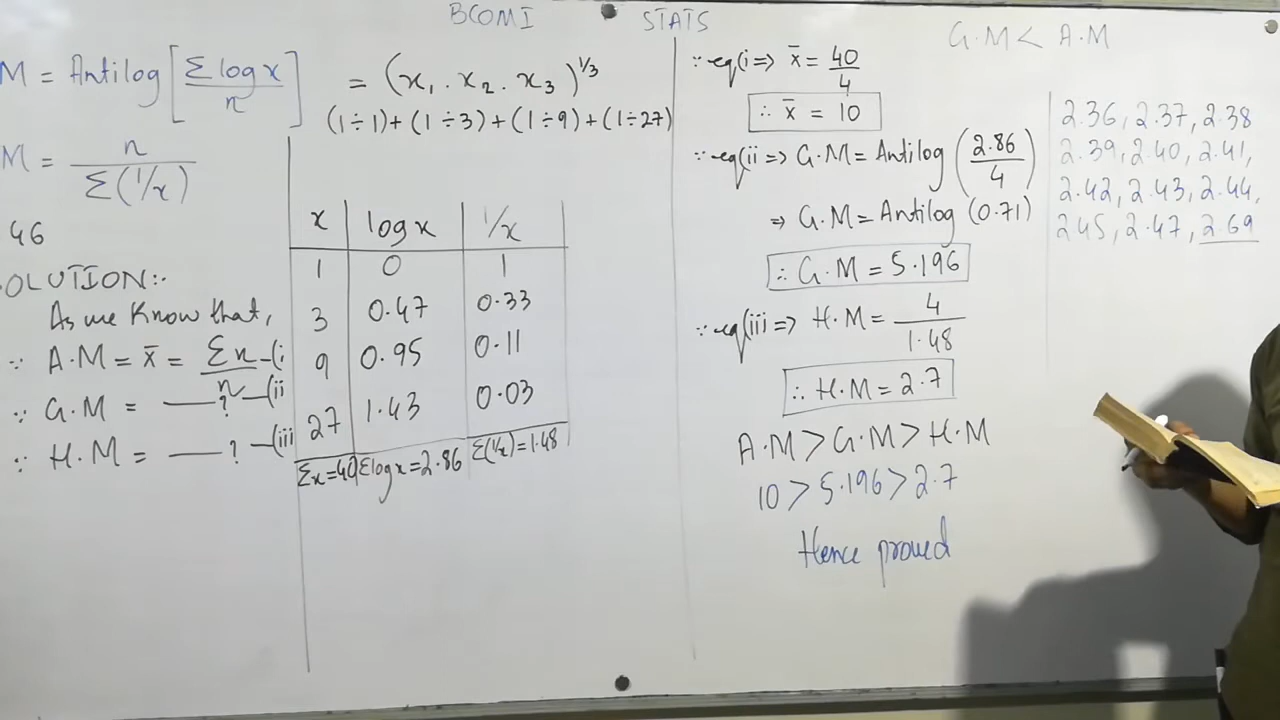 BCOMI STATS
M = Antilog [Σ log x / n]
= (x₁ . x₂ . x₃)^1/3
M = n / Σ(1/x)
(1÷1)+(1÷3)+(1÷9)+(1÷27)
46
OLUTION:-
As we know that,
∵ A.M = x̄ = Σx/n —(i
∵ G.M = —— ? —(ii
∵ H.M = —— ? —(iii
x | log x | 1/x
1 | 0 | 1
3 | 0.47 | 0.33
9 | 0.95 | 0.11
27 | 1.43 | 0.03
Σx=40 | Σlogx=2.86 | Σ(1/x)=1.48
∵ eq(i => x̄ = 40/4
∴ x̄ = 10
∵ eq(ii => G.M = Antilog (2.86/4)
=> G.M = Antilog (0.71)
∴ G.M = 5.196
∵ eq(iii => H.M = 4/1.48
∴ H.M = 2.7
A.M > G.M > H.M
10 > 5.196 > 2.7
Hence proved
G.M < A.M
2.36, 2.37, 2.38
2.39, 2.40, 2.41,
2.42, 2.43, 2.44,
2.45, 2.47, 2.69